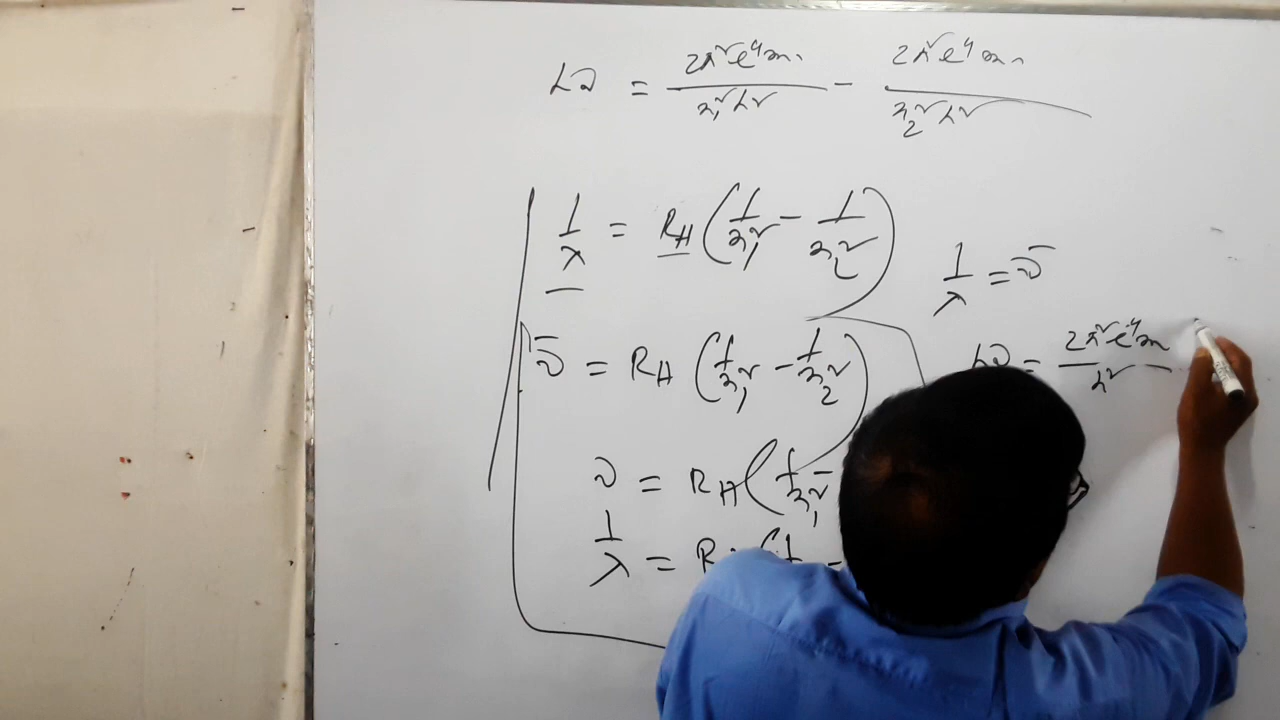 hν = 2π²e⁴m / n₁²h² − 2π²e⁴m / n₂²h²
1/λ = R_H (1/n₁² − 1/n₂²)
1/λ = ν̄
ν̄ = R_H (1/n₁² − 1/n₂²)
hν = 2π²e⁴m / h²
ν = R_H (1/n₁² −
1/λ = R (1 −